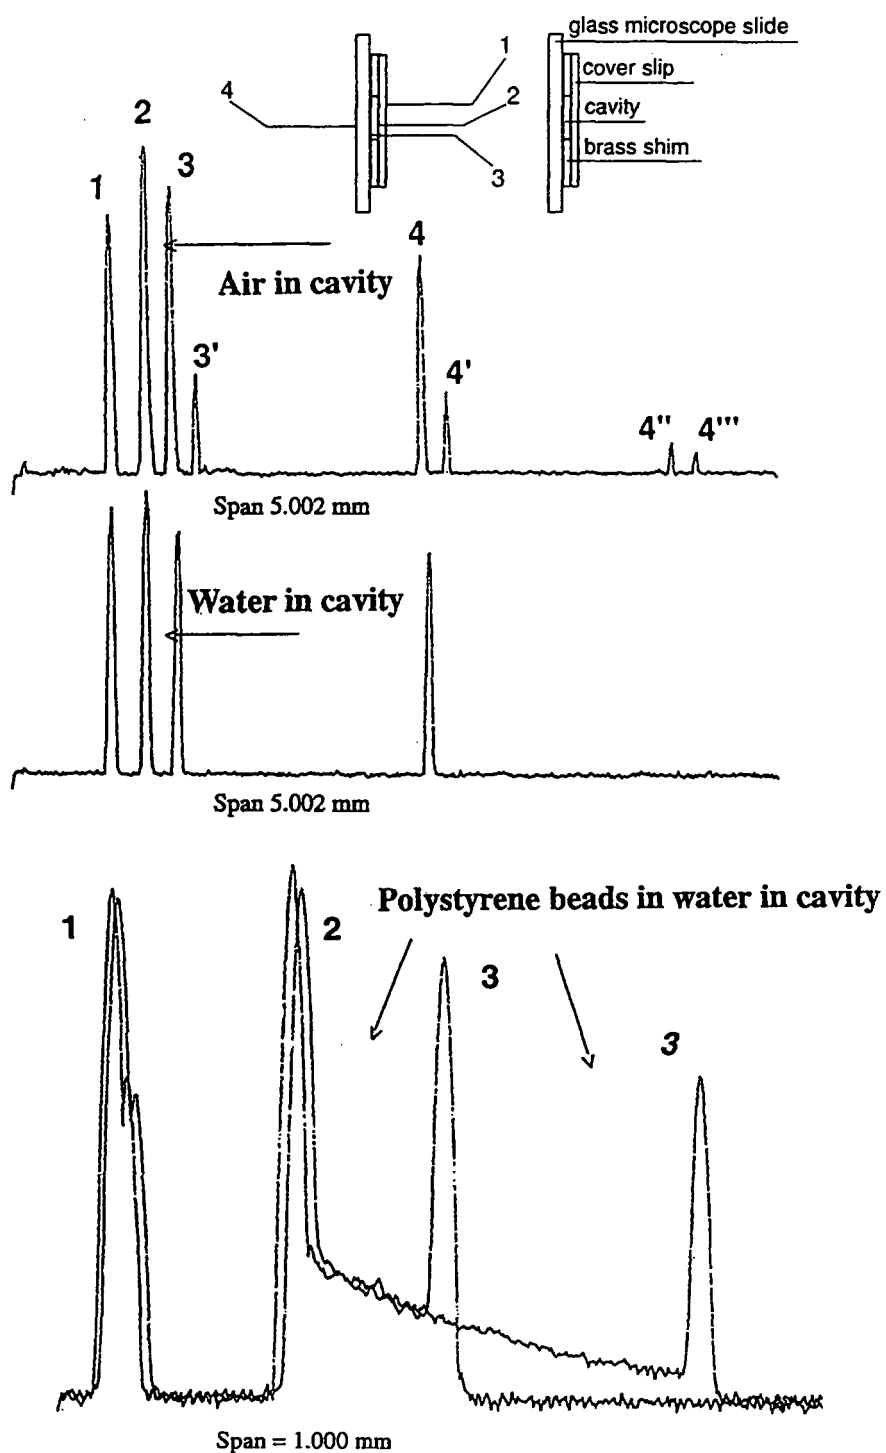 glass microscope slide
1
cover slip
4
2
cavity
2
brass shim
3
3
1
4
Air in cavity
3'
4'
4" 4'"
Span 5.002 mm
Water in cavity
Span 5.002 mm
Polystyrene beads in water in cavity
1
2
3
3
Span = 1.000 mm